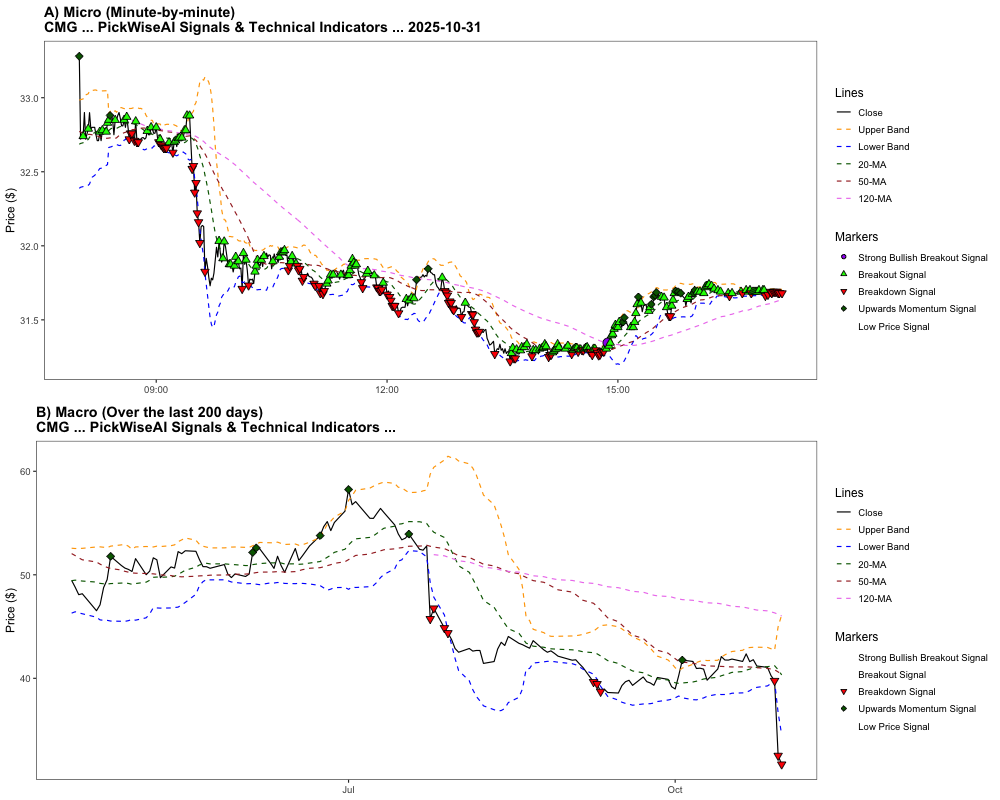 A) Micro (Minute-by-minute)
CMG ... PickWiseAI Signals & Technical Indicators ... 2025-10-31
Price ($)
33.0
32.5
32.0
31.5
09:00
12:00
15:00
Lines
Close
Upper Band
Lower Band
20-MA
50-MA
120-MA
Markers
Strong Bullish Breakout Signal
Breakout Signal
Breakdown Signal
Upwards Momentum Signal
Low Price Signal
B) Macro (Over the last 200 days)
CMG ... PickWiseAI Signals & Technical Indicators ...
Price ($)
60
50
40
Jul
Oct
Lines
Close
Upper Band
Lower Band
20-MA
50-MA
120-MA
Markers
Strong Bullish Breakout Signal
Breakout Signal
Breakdown Signal
Upwards Momentum Signal
Low Price Signal